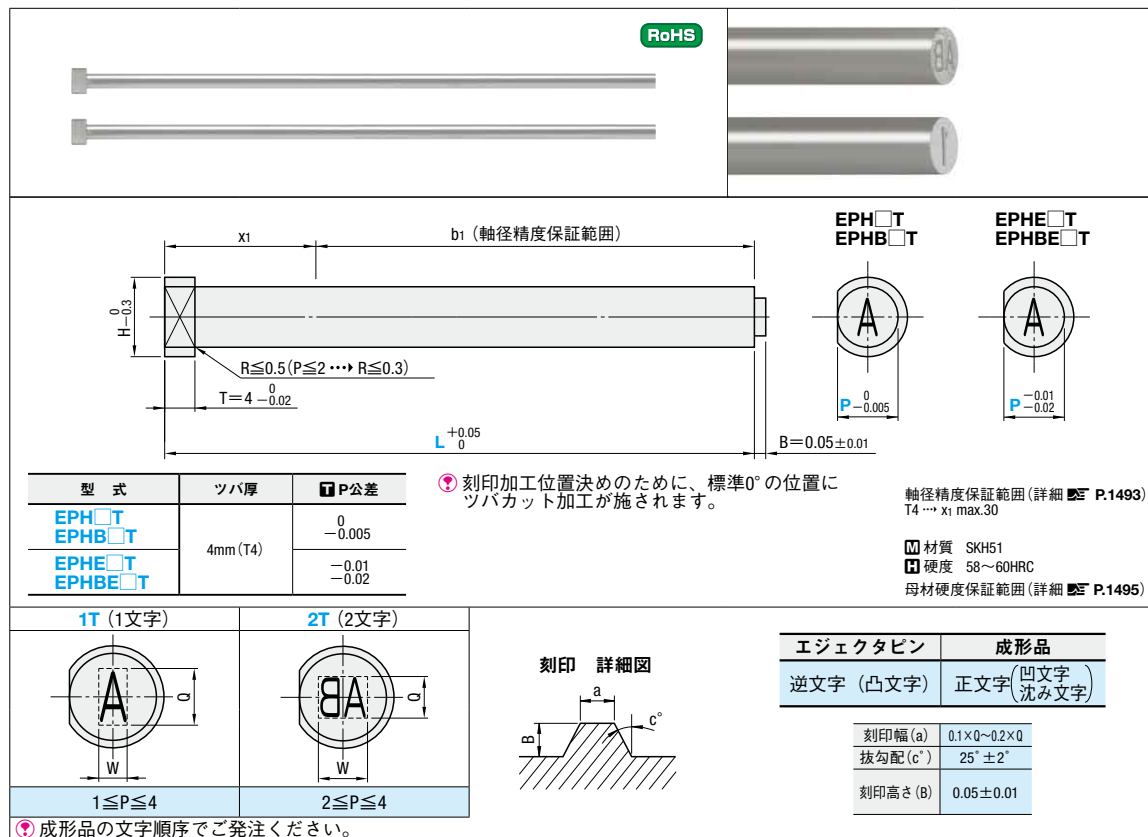 RoHS
BA
1
x1
b1（軸径精度保証範囲）
EPH□T
EPHB□T
EPHE□T
EPHBE□T
H 0 −0.3
A
A
R≦0.5(P≦2 ····▸ R≦0.3)
T＝4 0 −0.02
P 0 −0.005
P −0.01 −0.02
L +0.05 0
B＝0.05±0.01
型　式 ツバ厚 T P公差
EPH□T
EPHB□T
4mm(T4)
0
−0.005
EPHE□T
EPHBE□T
−0.01
−0.02
刻印加工位置決めのために、標準0°の位置に
ツバカット加工が施されます。
軸径精度保証範囲(詳細 P.1493)
T4 ···▸ x1 max.30
M 材質 SKH51
H 硬度 58～60HRC
母材硬度保証範囲(詳細 P.1495)
1T（1文字） 2T（2文字）
A Q W
BA Q W
1≦P≦4 2≦P≦4
刻印　詳細図
a
B
c°
エジェクタピン 成形品
逆文字（凸文字） 正文字(凹文字
沈み文字)
刻印幅(a) 0.1×Q～0.2×Q
抜勾配(c°) 25°±2°
刻印高さ(B) 0.05±0.01
成形品の文字順序でご発注ください。